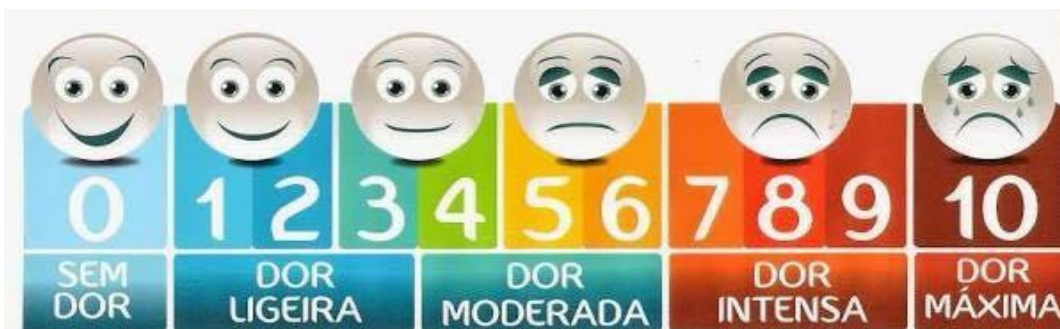 0 1 2 3 4 5 6 7 8 9 10
SEM DOR LIGEIRA DOR MODERADA DOR INTENSA DOR MÁXIMA